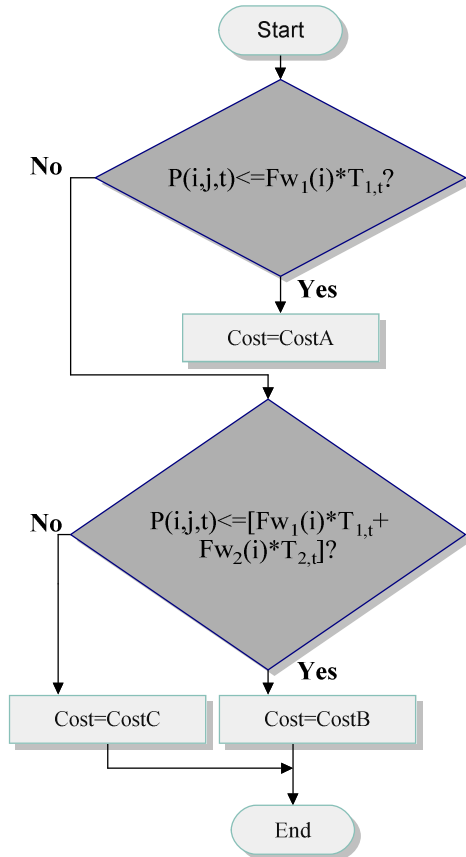 Start
No
P(i,j,t)<=Fw₁(i)*T₁,ₜ?
Yes
Cost=CostA
No
P(i,j,t)<=[Fw₁(i)*T₁,ₜ+
Fw₂(i)*T₂,ₜ]?
Yes
Cost=CostC
Cost=CostB
End